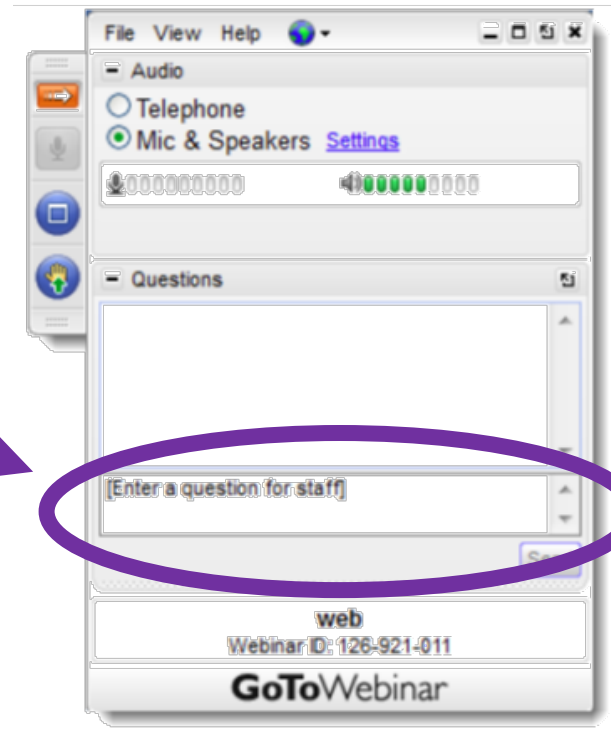 File View Help
Audio
Telephone
Mic & Speakers Settings
Questions
[Enter a question for staff]
web
Webinar ID: 126-921-011
GoToWebinar